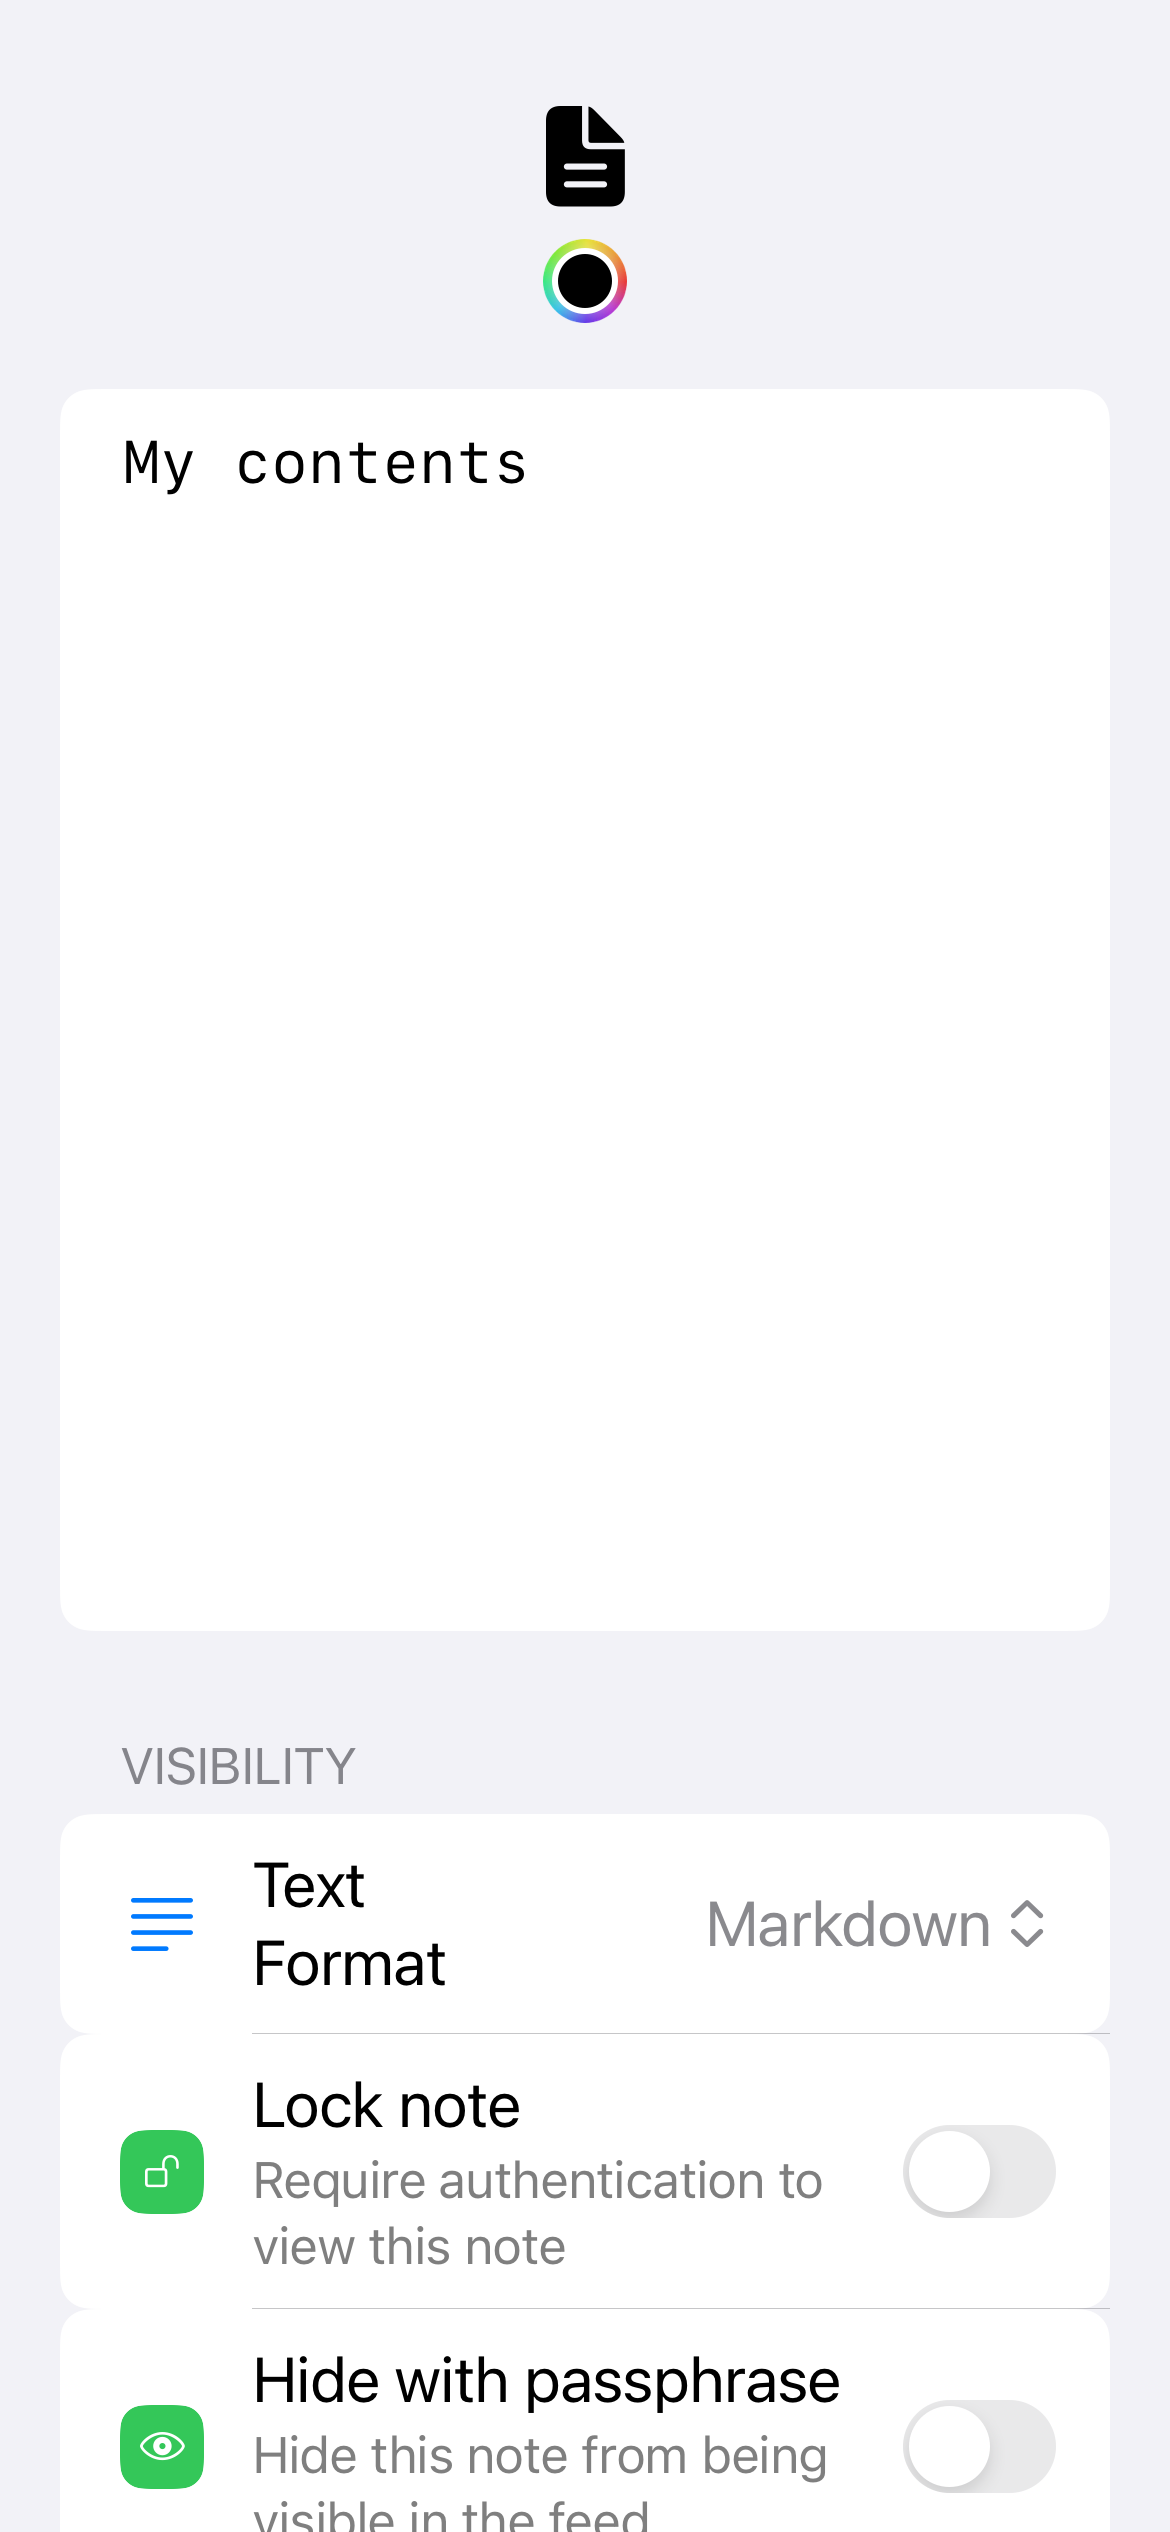 My contents
VISIBILITY
Text
Format
Markdown
Lock note
Require authentication to
view this note
Hide with passphrase
Hide this note from being
visible in the feed